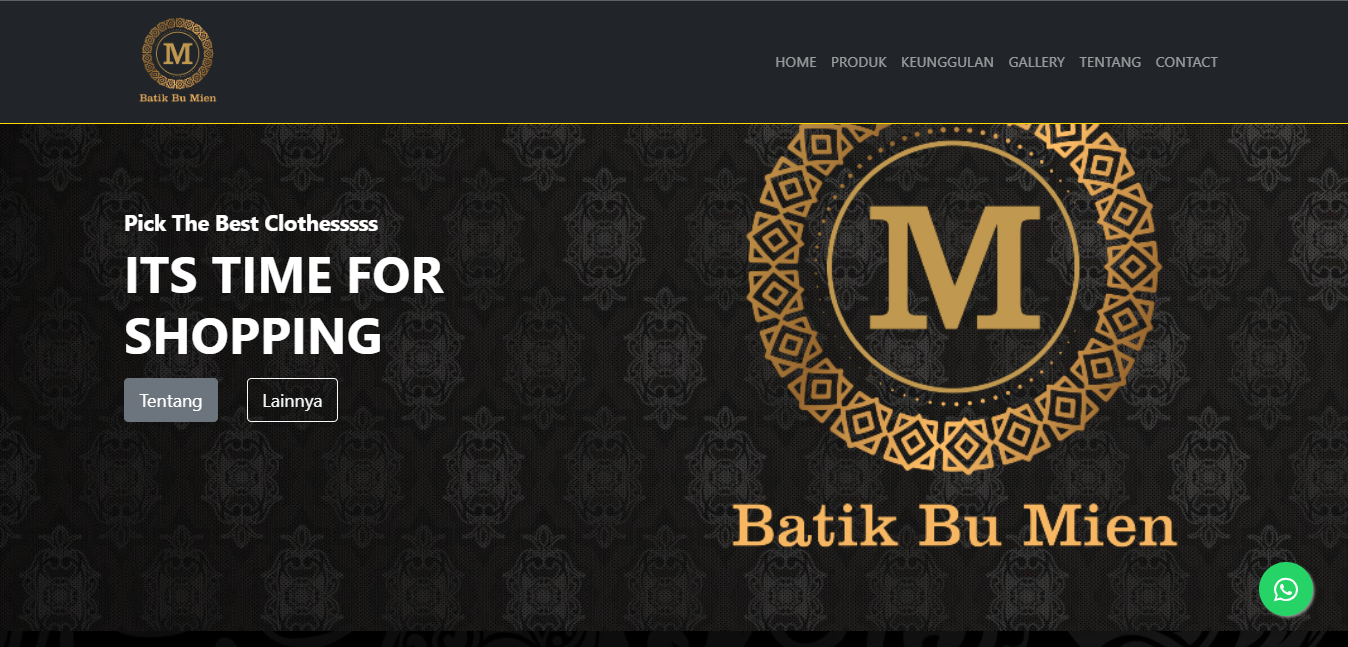 M
Batik Bu Mien
HOME PRODUK KEUNGGULAN GALLERY TENTANG CONTACT
Pick The Best Clothesssss
ITS TIME FOR
SHOPPING
Tentang Lainnya
M
Batik Bu Mien